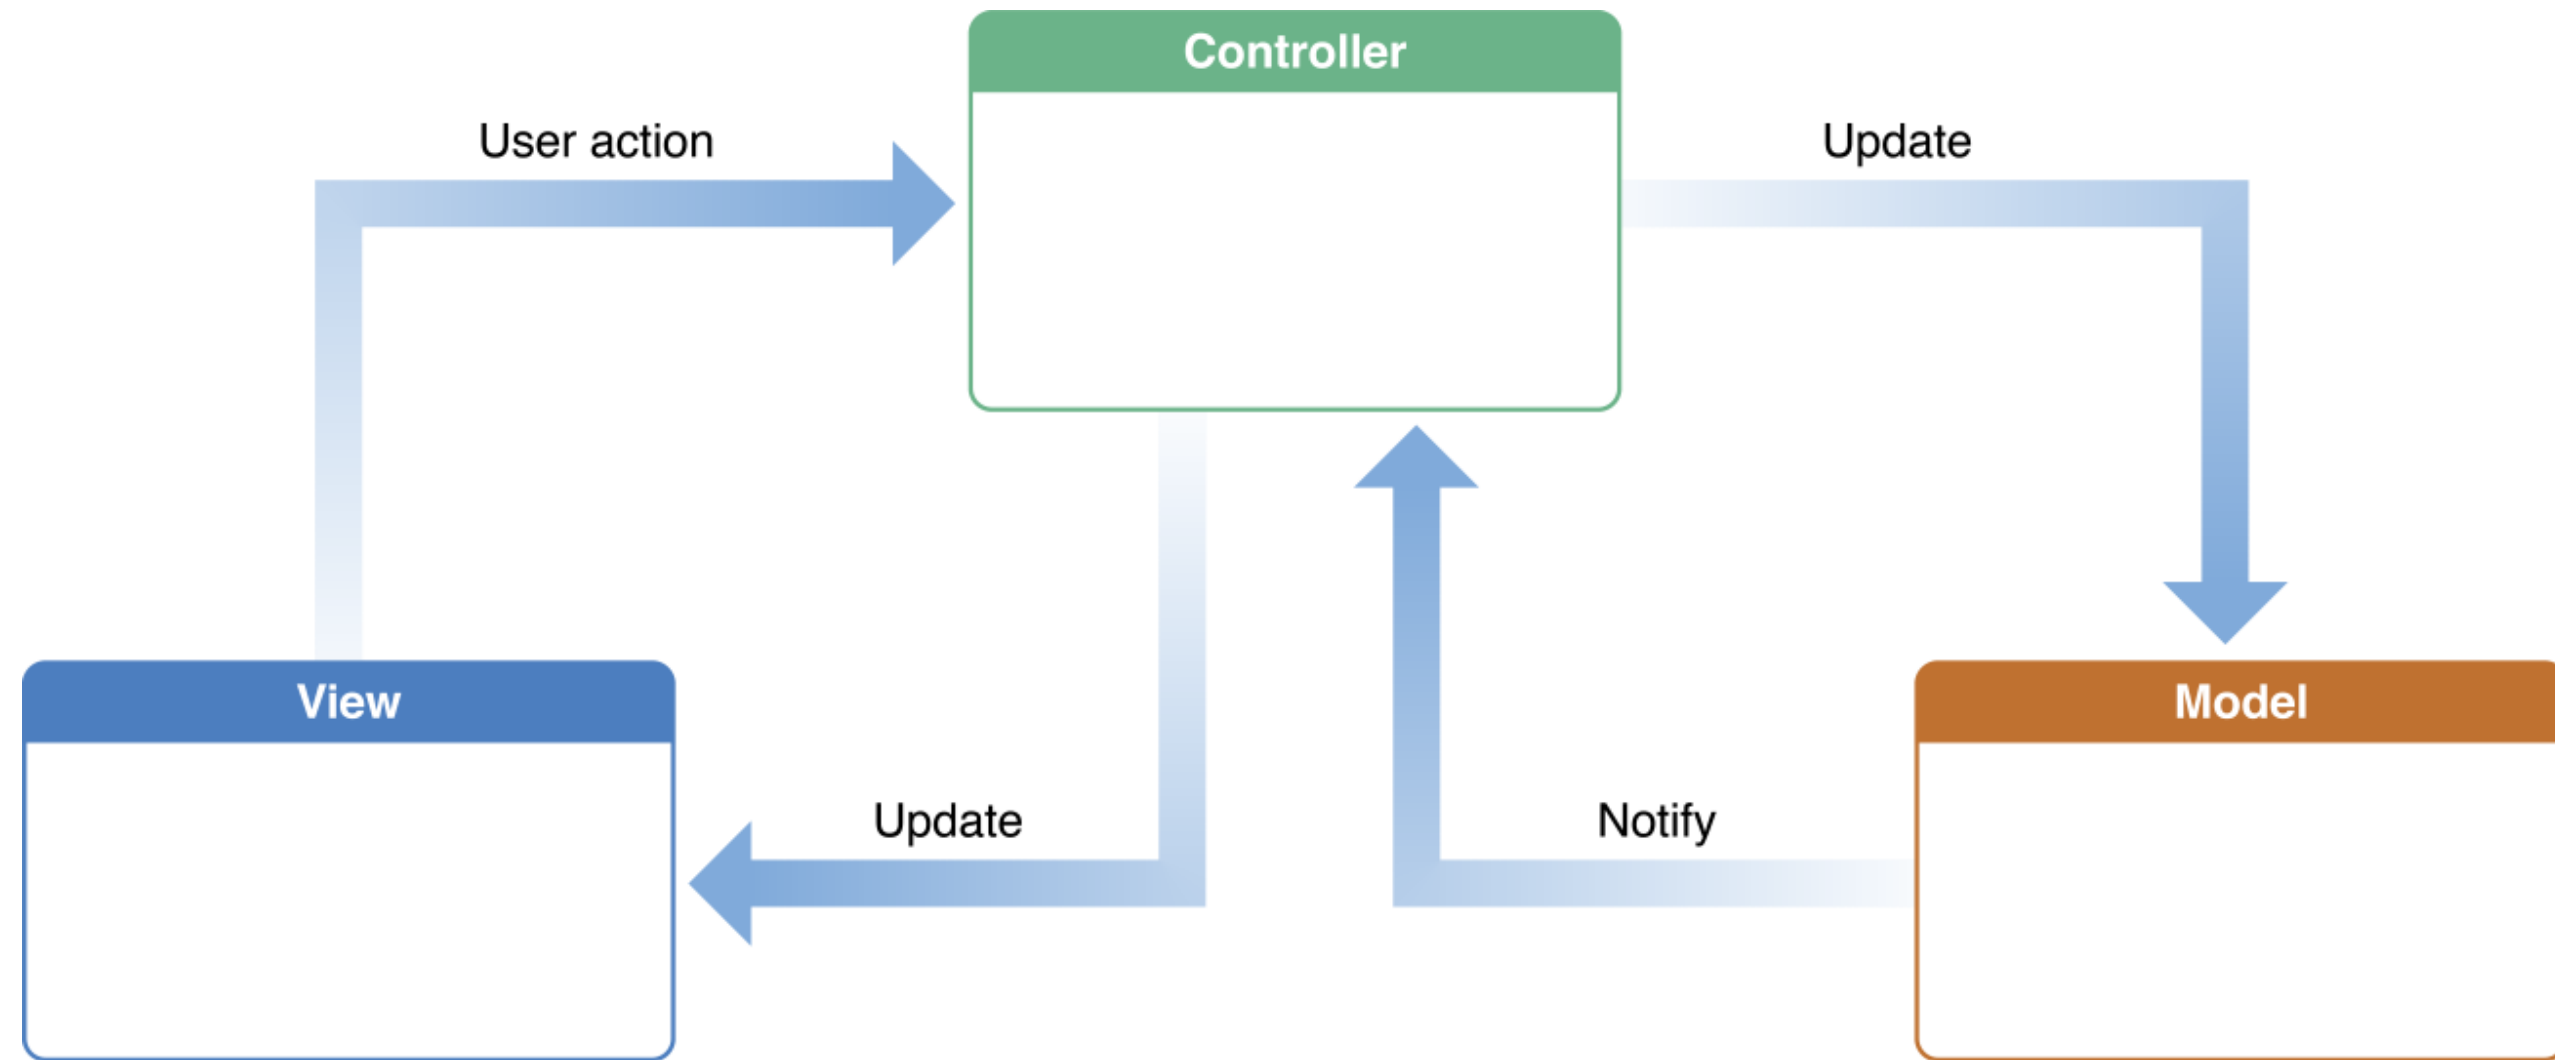 Controller
User action
Update
View
Model
Update
Notify